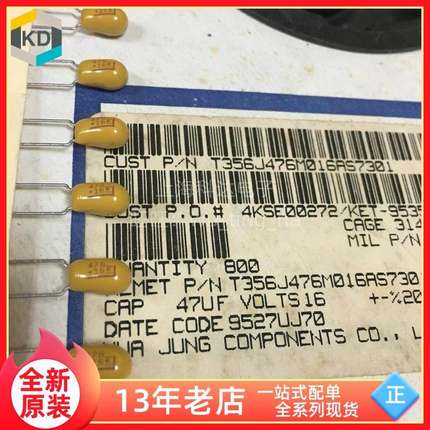 KD
CUST P/N T356J476M016AS7301
CUST P.O.# 4KSE00272/KET-9535
CAGE 314
MIL P/N
QUANTITY 800
KEMET P/N T356J476M016AS730
CAP 47UF VOLTS16 +-%20
DATE CODE 9527UJ70
HUA JUNG COMPONENTS CO., L
全新
原装
13年老店
一站式配单
全系列现货
正